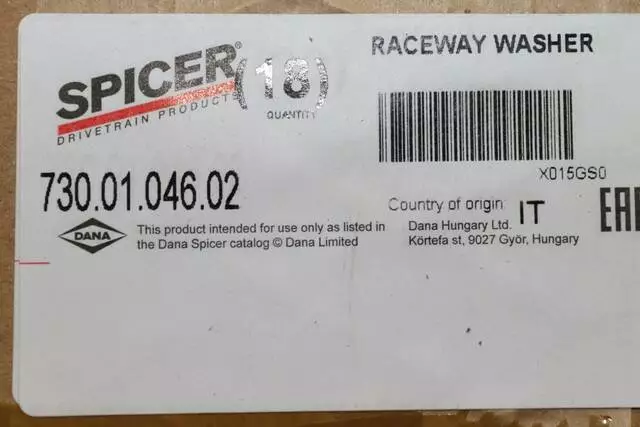 SPICER®
DRIVETRAIN PRODUCTS
(18)
QUANTITY
RACEWAY WASHER
X015GS0
730.01.046.02
Country of origin IT
DANA
This product intended for use only as listed in
the Dana Spicer catalog © Dana Limited
Dana Hungary Ltd.
Körtefa st, 9027 Győr, Hungary
EAC